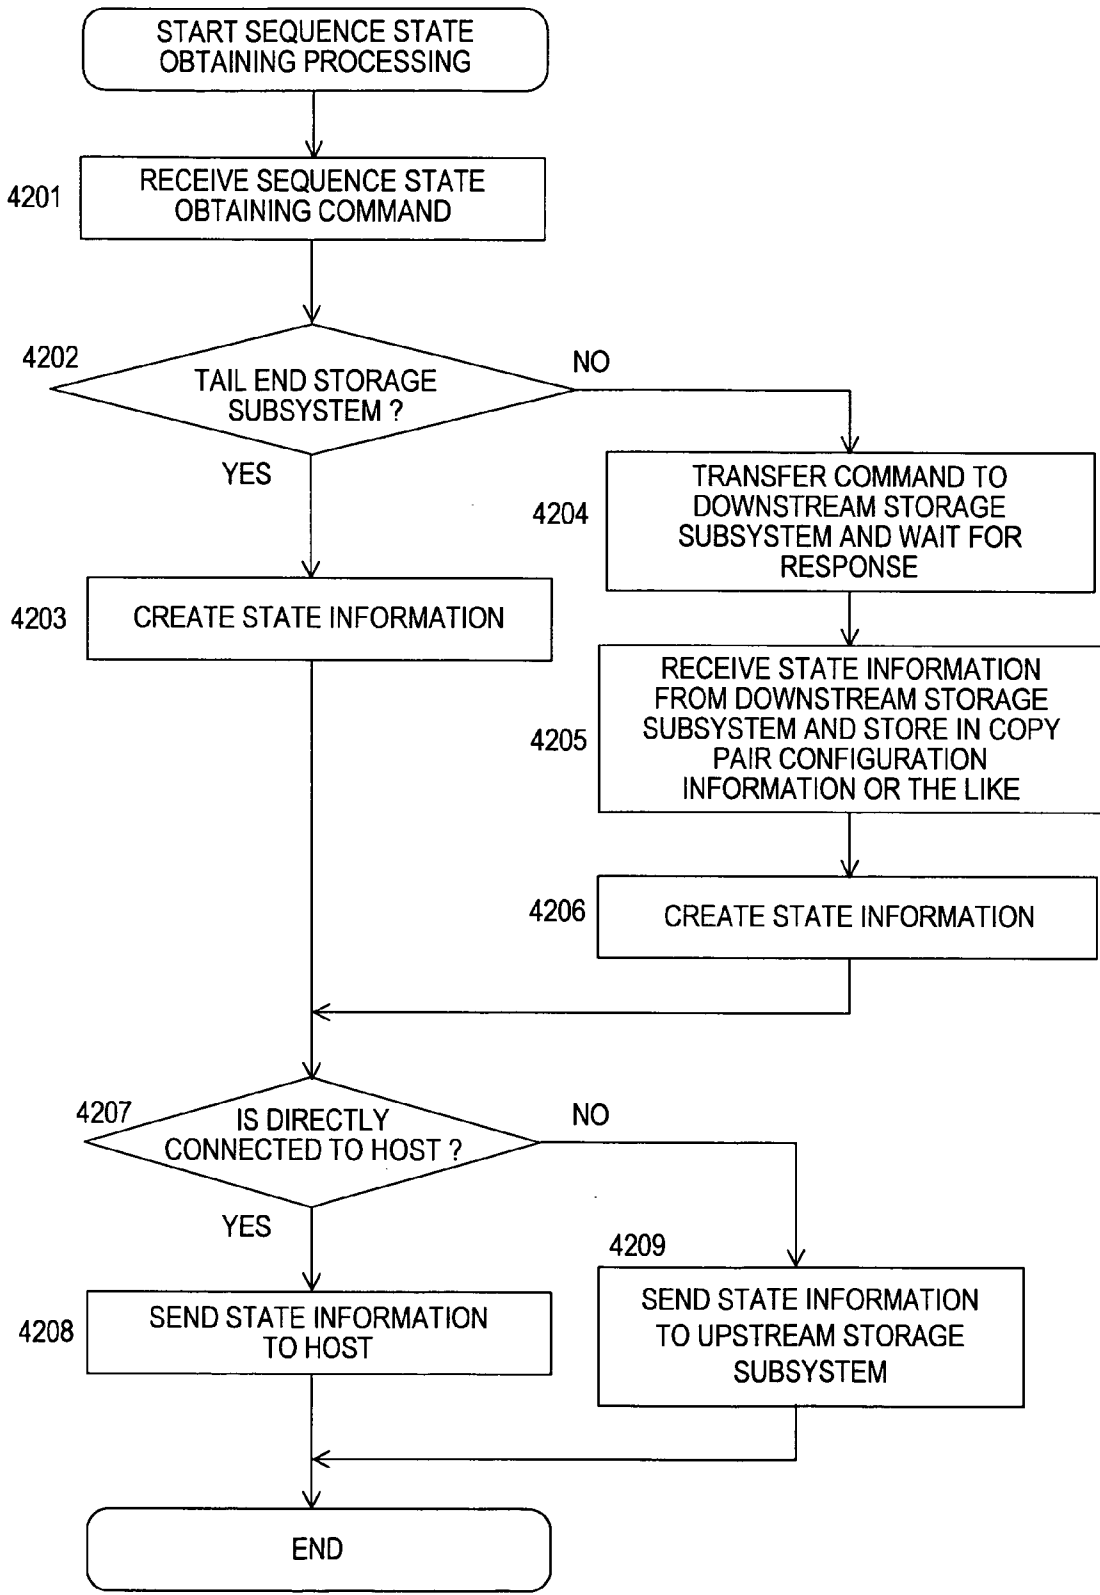 START SEQUENCE STATE
OBTAINING PROCESSING
4201
RECEIVE SEQUENCE STATE
OBTAINING COMMAND
4202
TAIL END STORAGE
SUBSYSTEM ?
NO
YES
4204
TRANSFER COMMAND TO
DOWNSTREAM STORAGE
SUBSYSTEM AND WAIT FOR
RESPONSE
4203
CREATE STATE INFORMATION
4205
RECEIVE STATE INFORMATION
FROM DOWNSTREAM STORAGE
SUBSYSTEM AND STORE IN COPY
PAIR CONFIGURATION
INFORMATION OR THE LIKE
4206
CREATE STATE INFORMATION
4207
IS DIRECTLY
CONNECTED TO HOST ?
NO
YES
4208
SEND STATE INFORMATION
TO HOST
4209
SEND STATE INFORMATION
TO UPSTREAM STORAGE
SUBSYSTEM
END